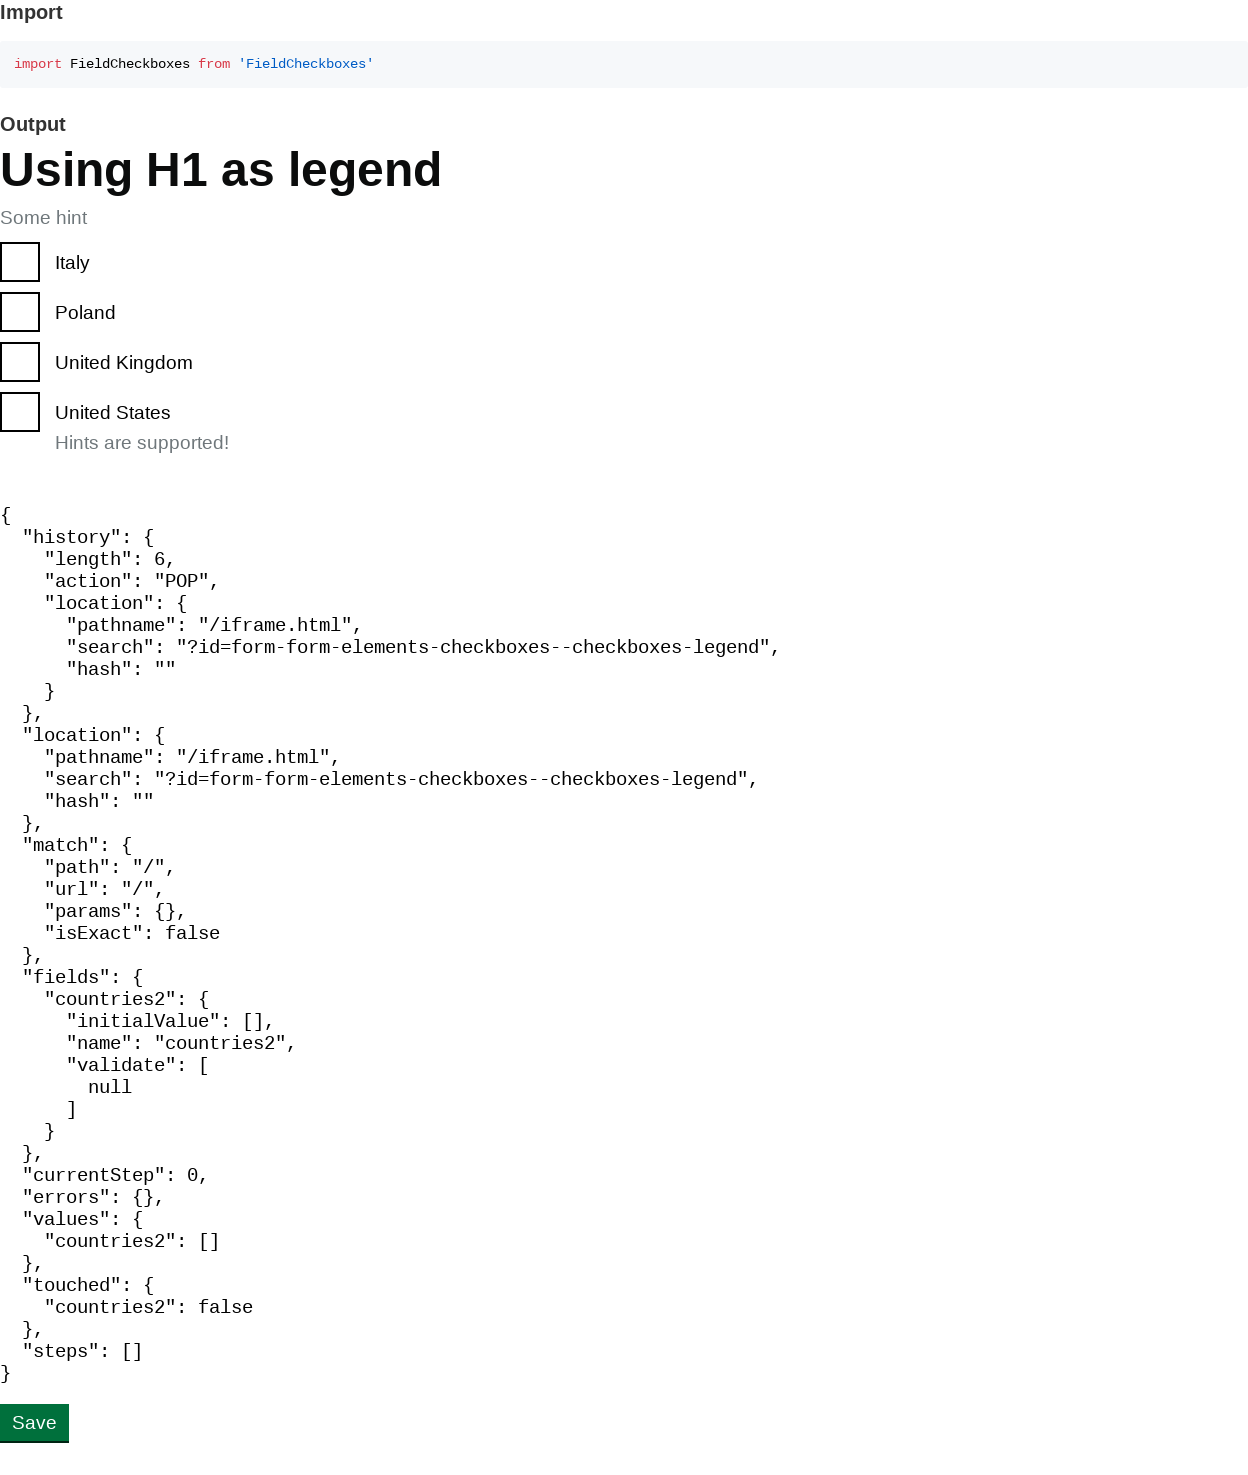 Import
import FieldCheckboxes from 'FieldCheckboxes'
Output
Using H1 as legend
Some hint
Italy
Poland
United Kingdom
United States
Hints are supported!
{
  "history": {
    "length": 6,
    "action": "POP",
    "location": {
      "pathname": "/iframe.html",
      "search": "?id=form-form-elements-checkboxes--checkboxes-legend",
      "hash": ""
    }
  },
  "location": {
    "pathname": "/iframe.html",
    "search": "?id=form-form-elements-checkboxes--checkboxes-legend",
    "hash": ""
  },
  "match": {
    "path": "/",
    "url": "/",
    "params": {},
    "isExact": false
  },
  "fields": {
    "countries2": {
      "initialValue": [],
      "name": "countries2",
      "validate": [
        null
      ]
    }
  },
  "currentStep": 0,
  "errors": {},
  "values": {
    "countries2": []
  },
  "touched": {
    "countries2": false
  },
  "steps": []
}
Save